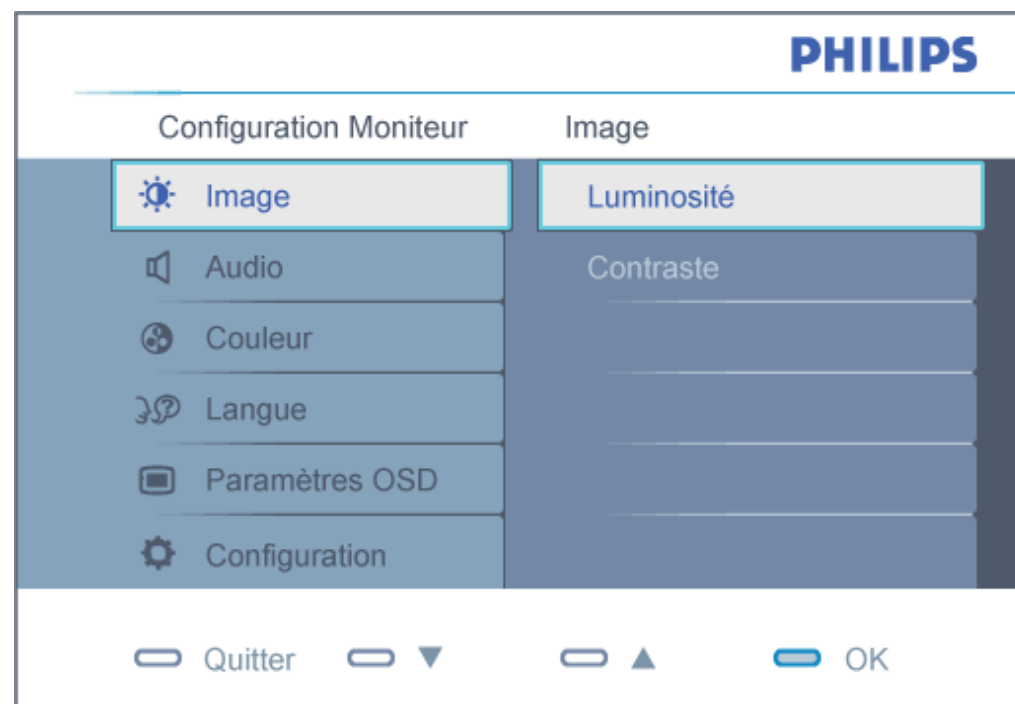 PHILIPS
Configuration Moniteur Image
Image Luminosité
Audio Contraste
Couleur
Langue
Paramètres OSD
Configuration
Quitter ▼ ▲ OK